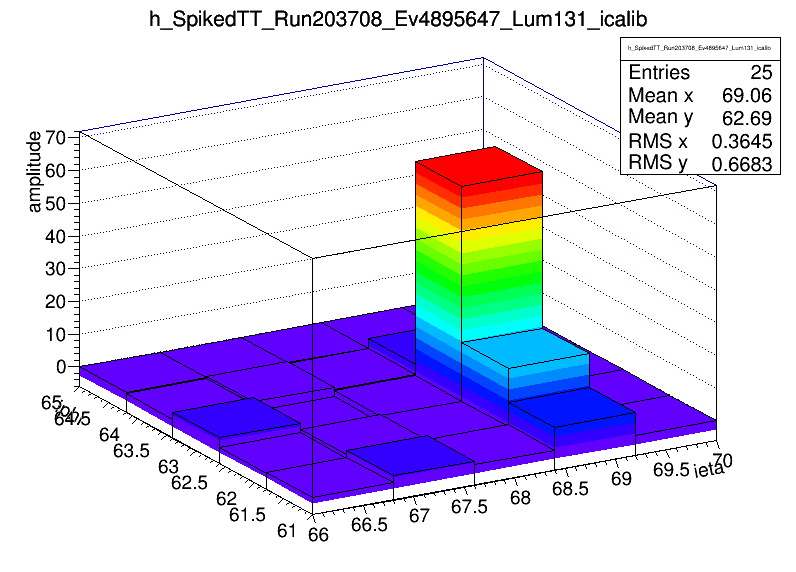 h_SpikedTT_Run203708_Ev4895647_Lum131_icalib
h_SpikedTT_Run203708_Ev4895647_Lum131_icalib
Entries 25
Mean x 69.06
Mean y 62.69
RMS x 0.3645
RMS y 0.6683
amplitude
70
60
50
40
30
20
10
0
65
64.5
64
63.5
63
62.5
62
61.5
61
66
66.5
67
67.5
68
68.5
69
69.5
70
ieta